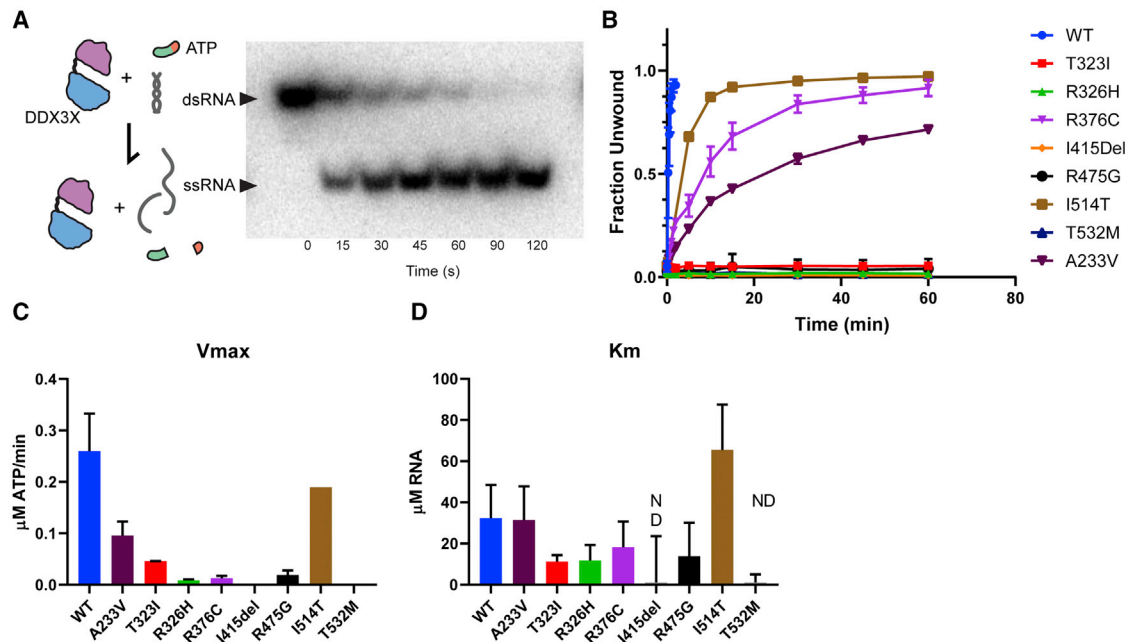 A
ATP
DDX3X
dsRNA
ssRNA
0 15 30 45 60 90 120
Time (s)
B
Fraction Unwound
1.0
0.5
0.0
0 20 40 60 80
Time (min)
WT
T323I
R326H
R376C
I415Del
R475G
I514T
T532M
A233V
C
Vmax
μM ATP/min
0.4
0.3
0.2
0.1
0.0
WT A233V T323I R326H R376C I415del R475G I514T T532M
D
Km
μM RNA
100
80
60
40
20
0
N
D
ND
WT A233V T323I R326H R376C I415del R475G I514T T532M